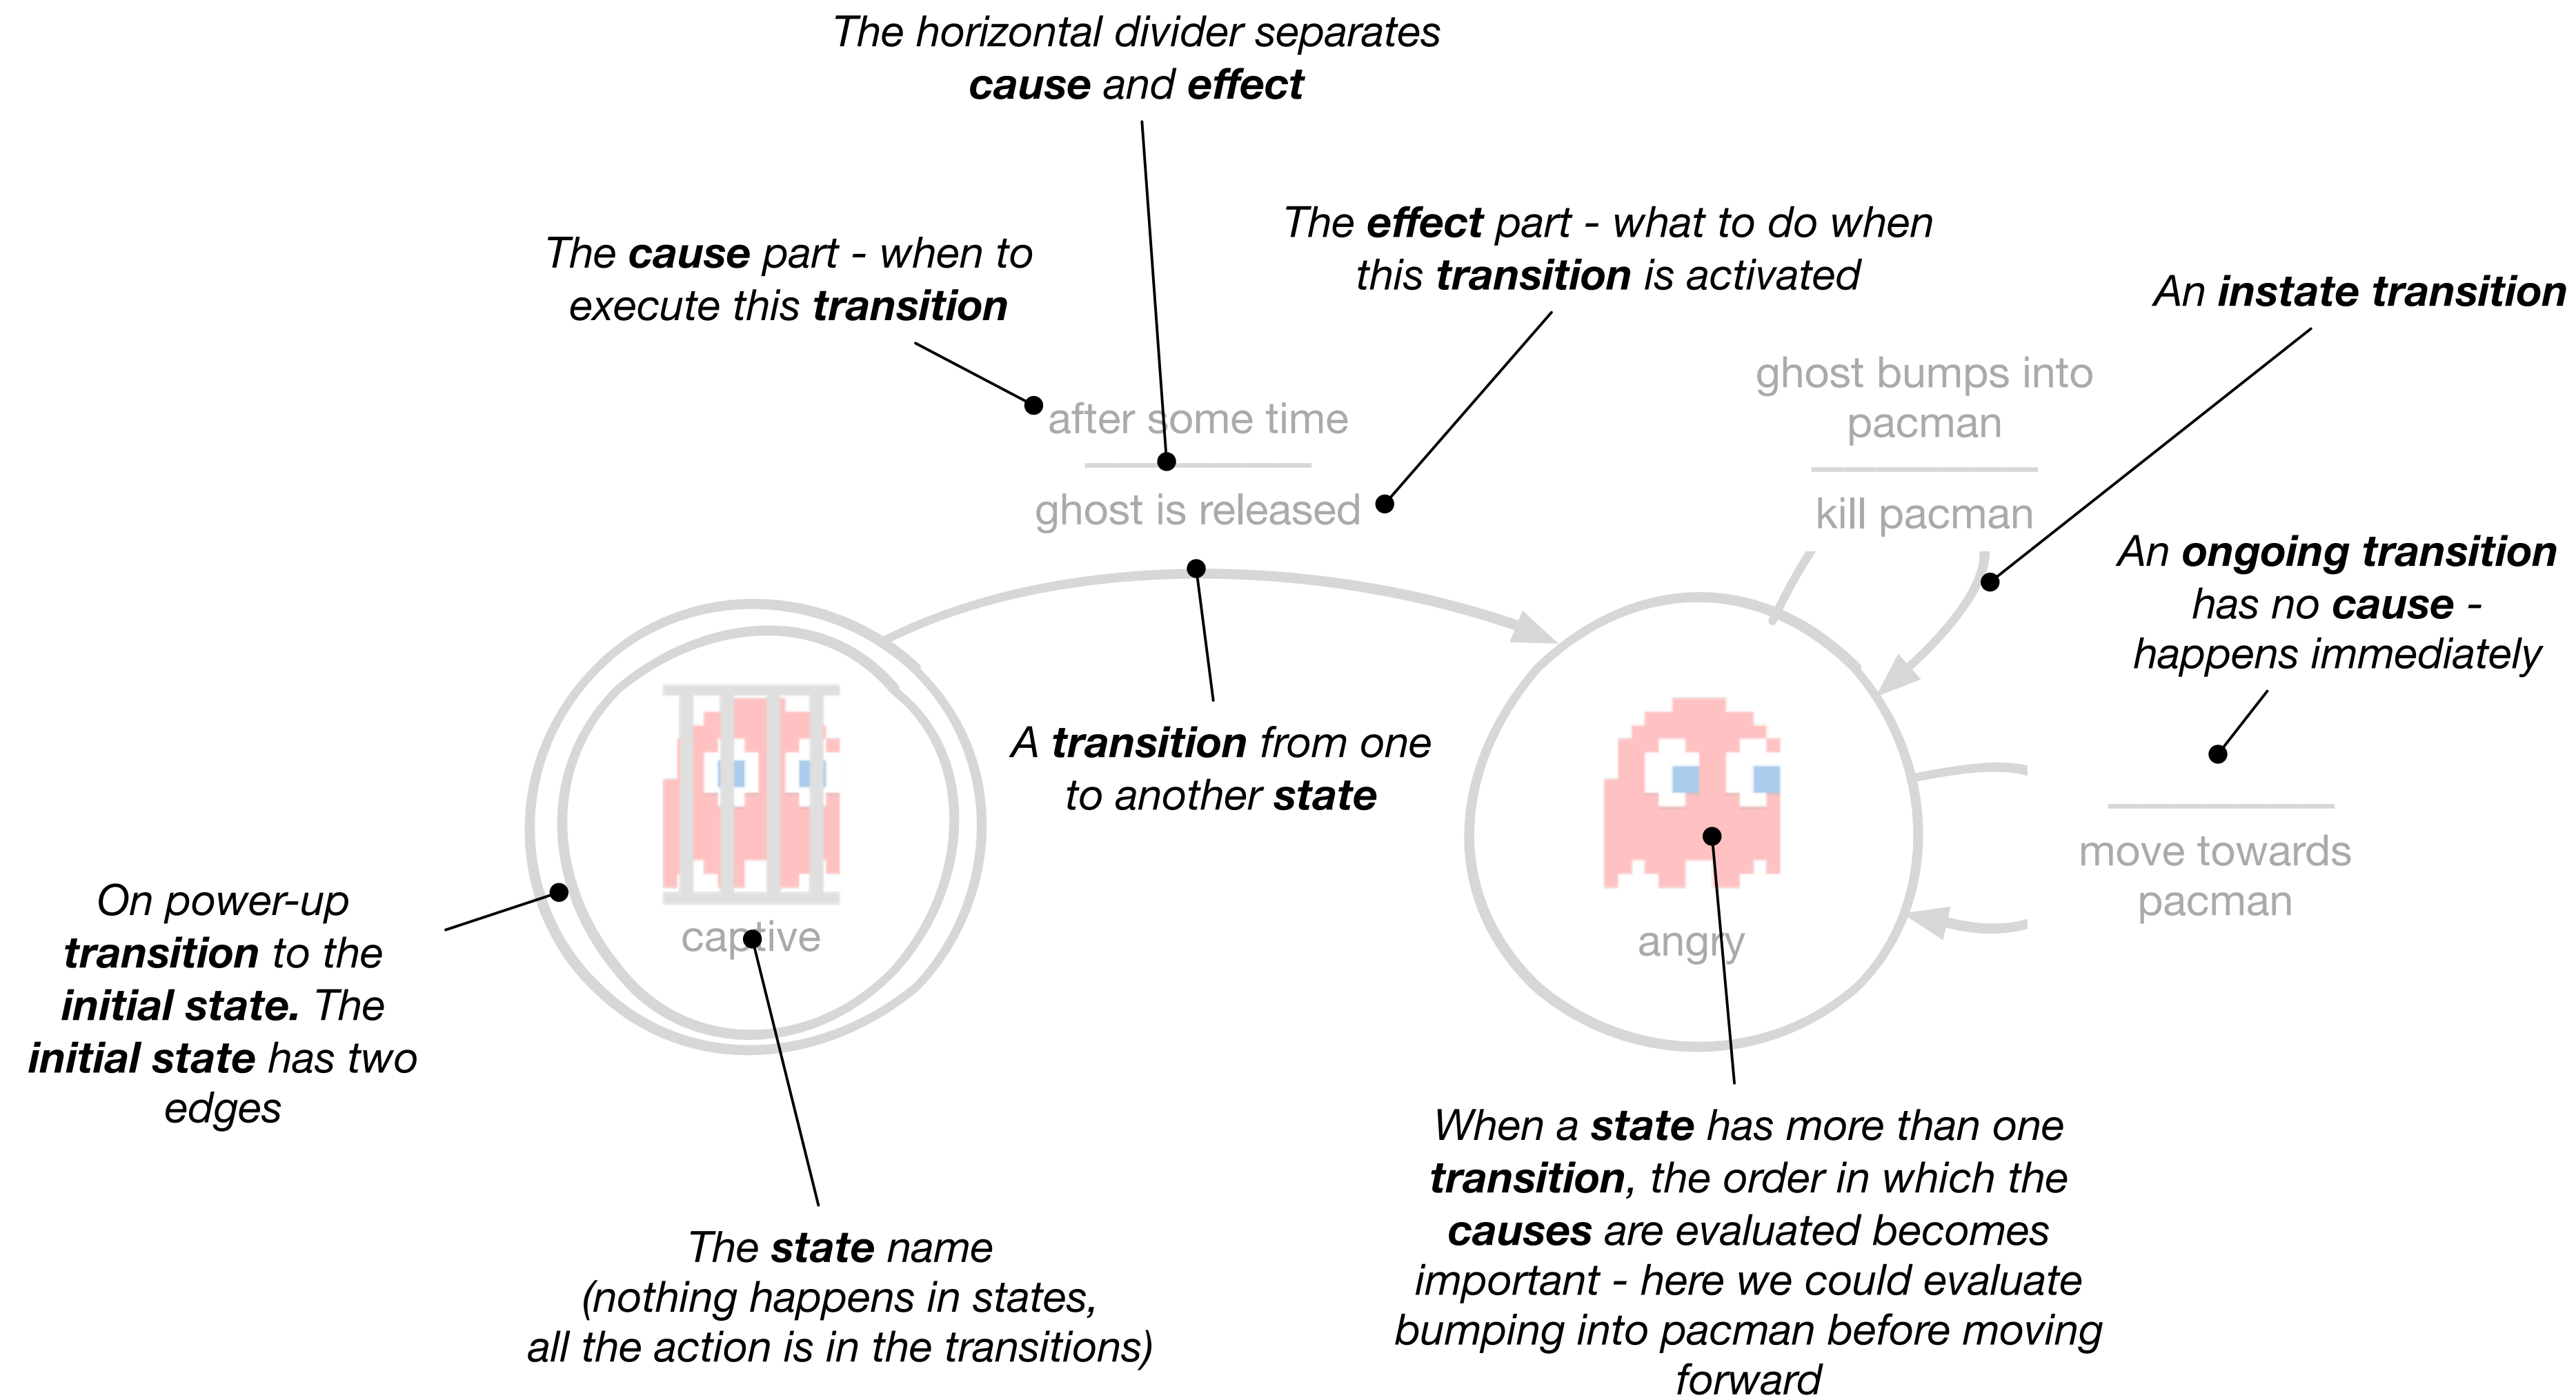 The horizontal divider separates
cause and effect
The cause part - when to
execute this transition
The effect part - what to do when
this transition is activated
An instate transition
after some time
ghost is released
ghost bumps into
pacman
kill pacman
An ongoing transition
has no cause -
happens immediately
A transition from one
to another state
move towards
pacman
On power-up
transition to the
initial state. The
initial state has two
edges
captive
angry
The state name
(nothing happens in states,
all the action is in the transitions)
When a state has more than one
transition, the order in which the
causes are evaluated becomes
important - here we could evaluate
bumping into pacman before moving
forward